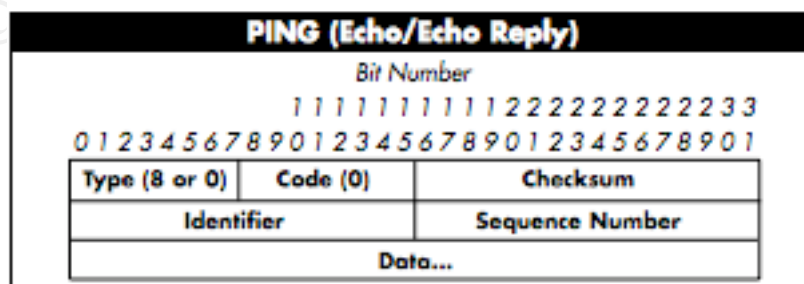 PING (Echo/Echo Reply)
Bit Number
1 1 1 1 1 1 1 1 1 1 2 2 2 2 2 2 2 2 2 2 3 3
0 1 2 3 4 5 6 7 8 9 0 1 2 3 4 5 6 7 8 9 0 1 2 3 4 5 6 7 8 9 0 1
Type (8 or 0) Code (0) Checksum
Identifier Sequence Number
Data...